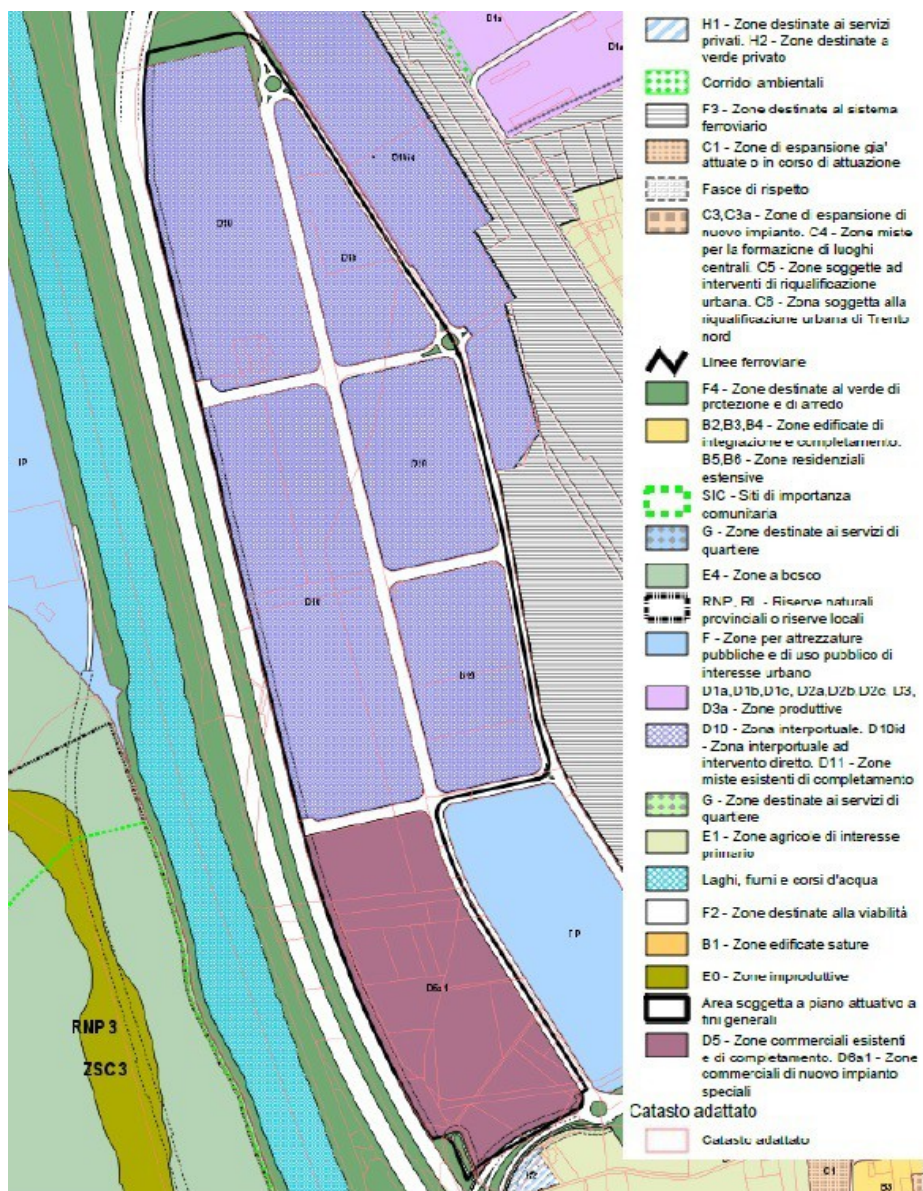 D1a
D1a
D10id
D10
D10
D10
D10
D10
RNP 3
ZSC 3
D6a1
F P
H2
C1
B3
H1 - Zone destinate ai servizi
privati. H2 - Zone destinate a
verde privato
Corridoi ambientali
F3 - Zone destinate al sistema
ferroviario
C1 - Zone di espansione gia'
attuate o in corso di attuazione
Fasce di rispetto
C3,C3a - Zone di espansione di
nuovo impianto. C4 - Zone miste
per la formazione di luoghi
centrali. C5 - Zone soggette ad
interventi di riqualificazione
urbana. C6 - Zona soggetta alla
riqualificazione urbana di Trento
nord
Linee ferroviarie
F4 - Zone destinate al verde di
protezione e di arredo
B2,B3,B4 - Zone edificate di
integrazione e completamento.
B5,B6 - Zone residenziali
estensive
SIC - Siti di importanza
comunitaria
G - Zone destinate ai servizi di
quartiere
E4 - Zone a bosco
RNP, RL - Riserve naturali
provinciali o riserve locali
F - Zone per attrezzature
pubbliche e di uso pubblico di
interesse urbano
D1a,D1b,D1c, D2a,D2b,D2c, D3,
D3a - Zone produttive
D10 - Zona interportuale. D10id
- Zona interportuale ad
intervento diretto. D11 - Zone
miste esistenti di completamento
G - Zone destinate ai servizi di
quartiere
E1 - Zone agricole di interesse
primario
Laghi, fiumi e corsi d'acqua
F2 - Zone destinate alla viabilità
B1 - Zone edificate sature
E0 - Zone improduttive
Area soggetta a piano attuativo a
fini generali
D5 - Zone commerciali esistenti
e di completamento. D6a1 - Zone
commerciali di nuovo impianto
speciali
Catasto adattato
Catasto adattato